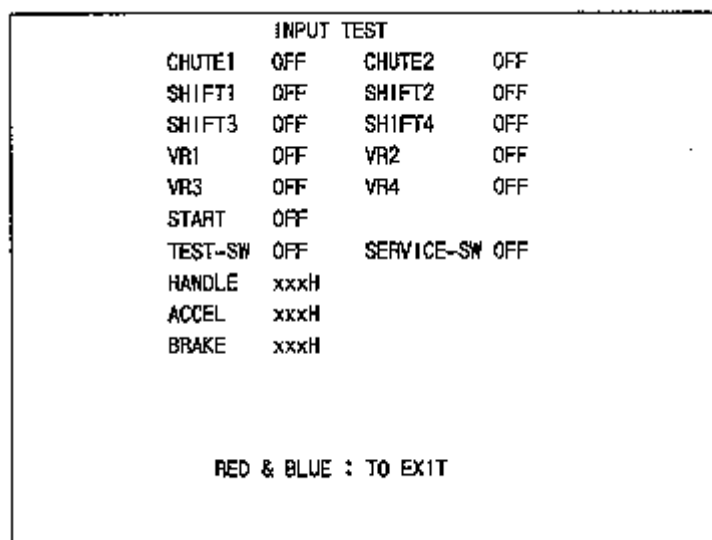 INPUT TEST
CHUTE1 OFF CHUTE2 OFF
SHIFT1 OFF SHIFT2 OFF
SHIFT3 OFF SHIFT4 OFF
VR1 OFF VR2 OFF
VR3 OFF VR4 OFF
START OFF
TEST-SW OFF SERVICE-SW OFF
HANDLE xxxH
ACCEL xxxH
BRAKE xxxH
RED & BLUE : TO EXIT